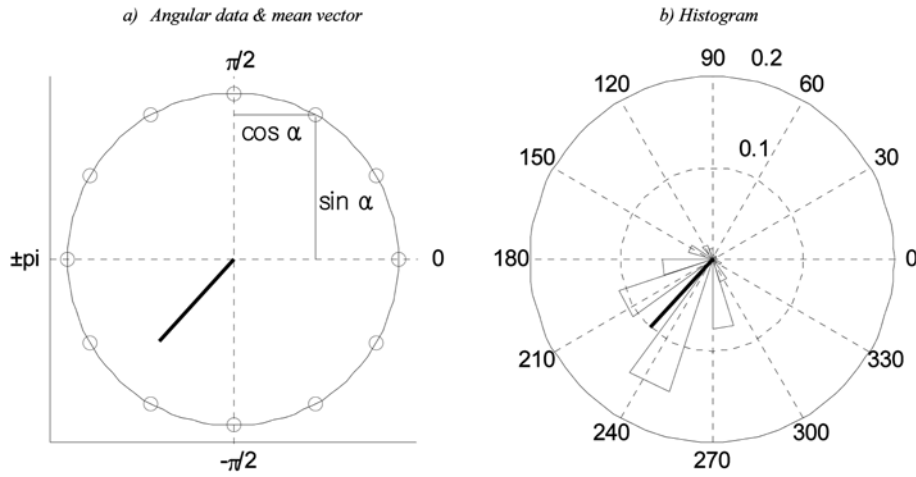 a) Angular data & mean vector
π/2
cos α
sin α
±pi
0
-π/2
b) Histogram
90
0.2
120
60
0.1
150
30
180
0
210
330
240
300
270